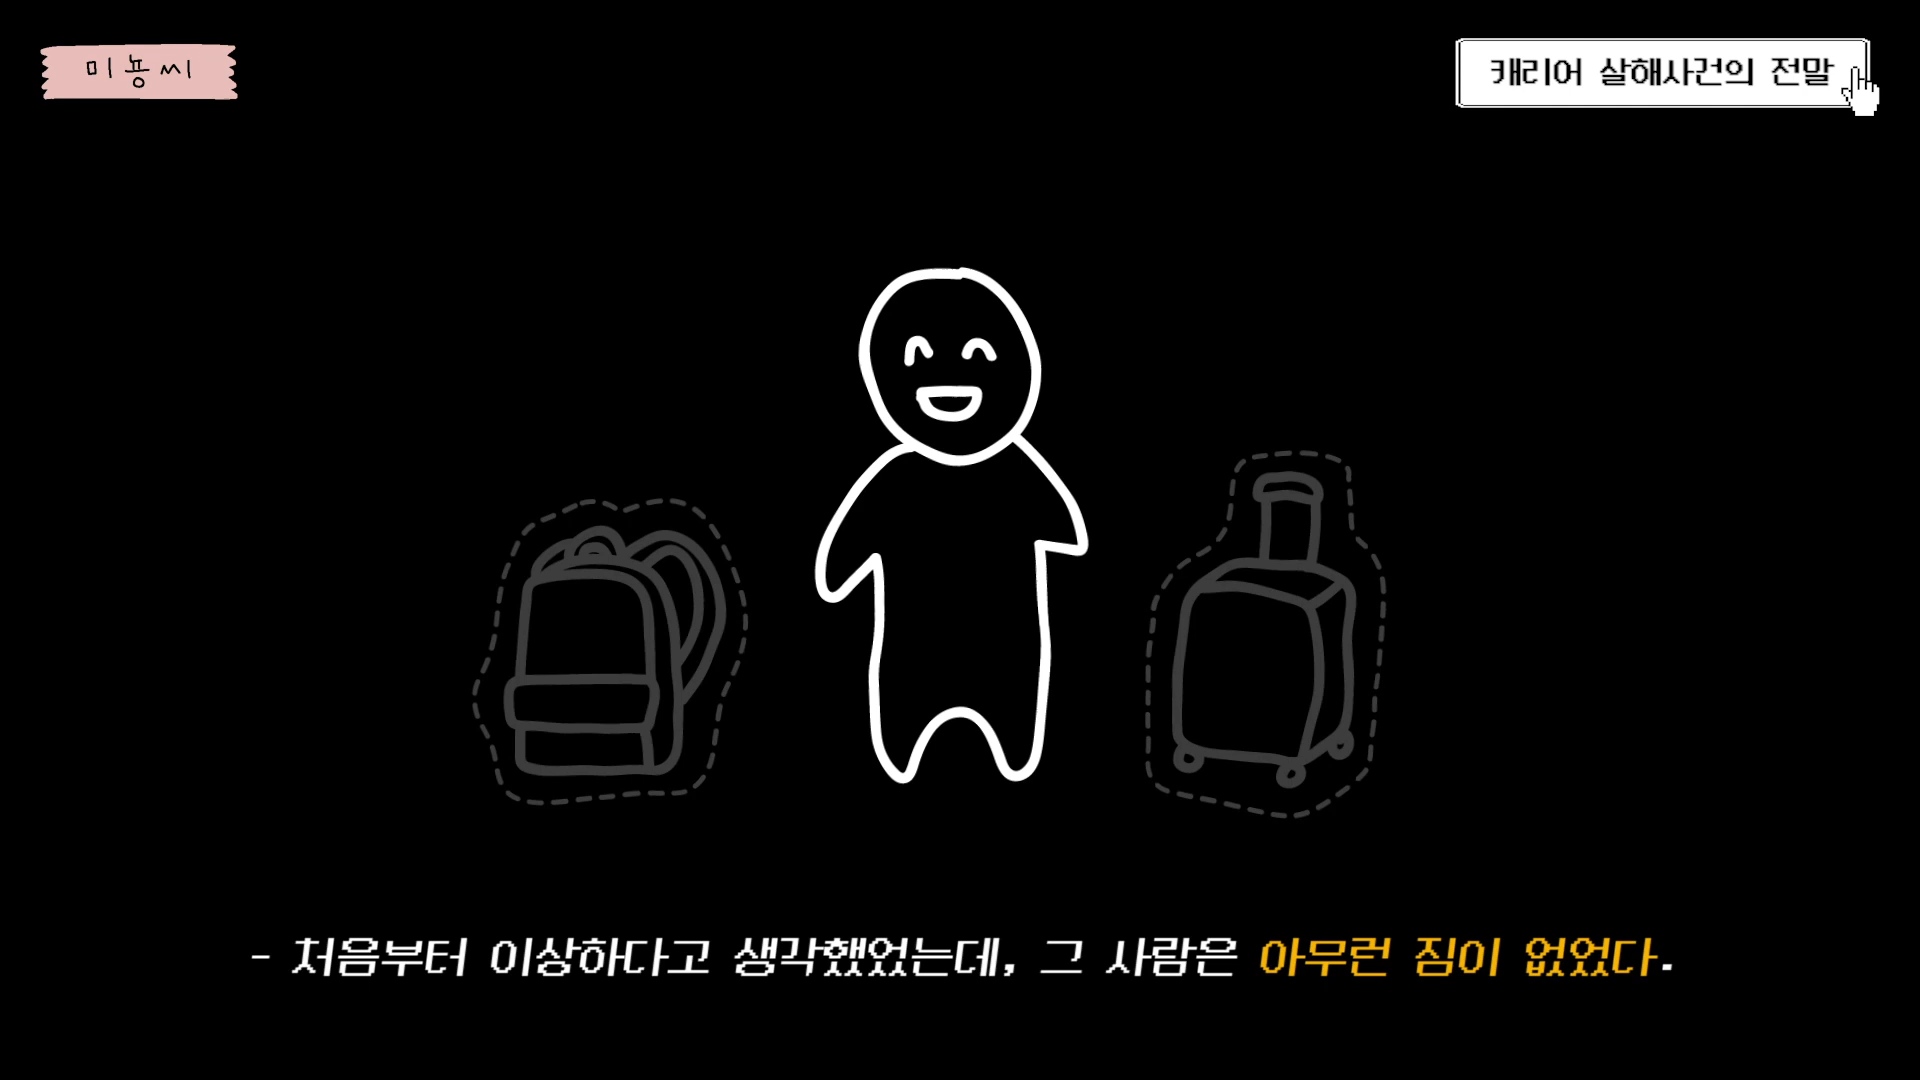 미뇽씨
캐리어 살해사건의 전말
- 처음부터 이상하다고 생각했었는데, 그 사람은 아무런 짐이 없었다.